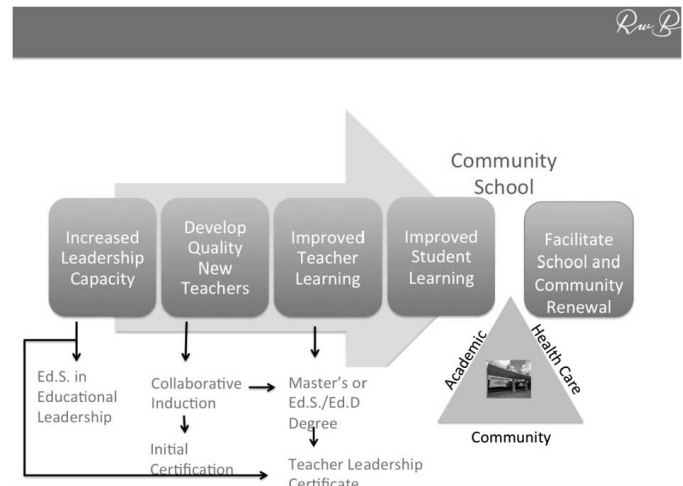 Community
School
Increased
Leadership
Capacity
Develop
Quality
New
Teachers
Improved
Teacher
Learning
Improved
Student
Learning
Facilitate
School and
Community
Renewal
Academic
Health Care
Community
Ed.S. in
Educational
Leadership
Collaborative
Induction
Initial
Certification
Master's or
Ed.S./Ed.D
Degree
Teacher Leadership
Certificate